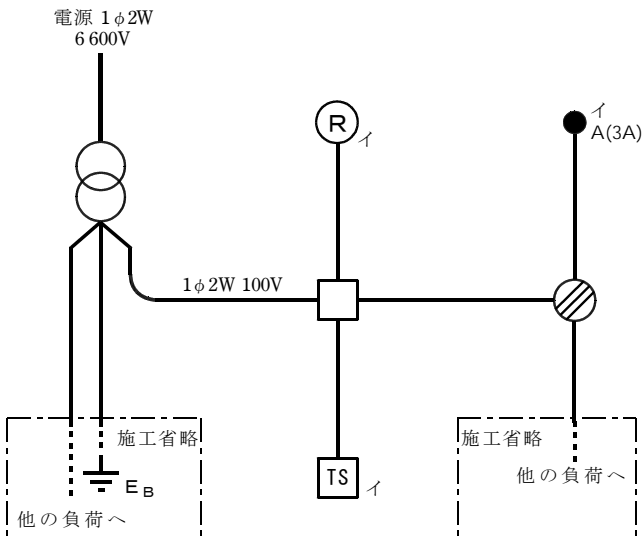 電源 1φ2W
6 600V
R
イ
イ
A(3A)
1φ2W 100V
施工省略
EB
他の負荷へ
TS
イ
施工省略
他の負荷へ